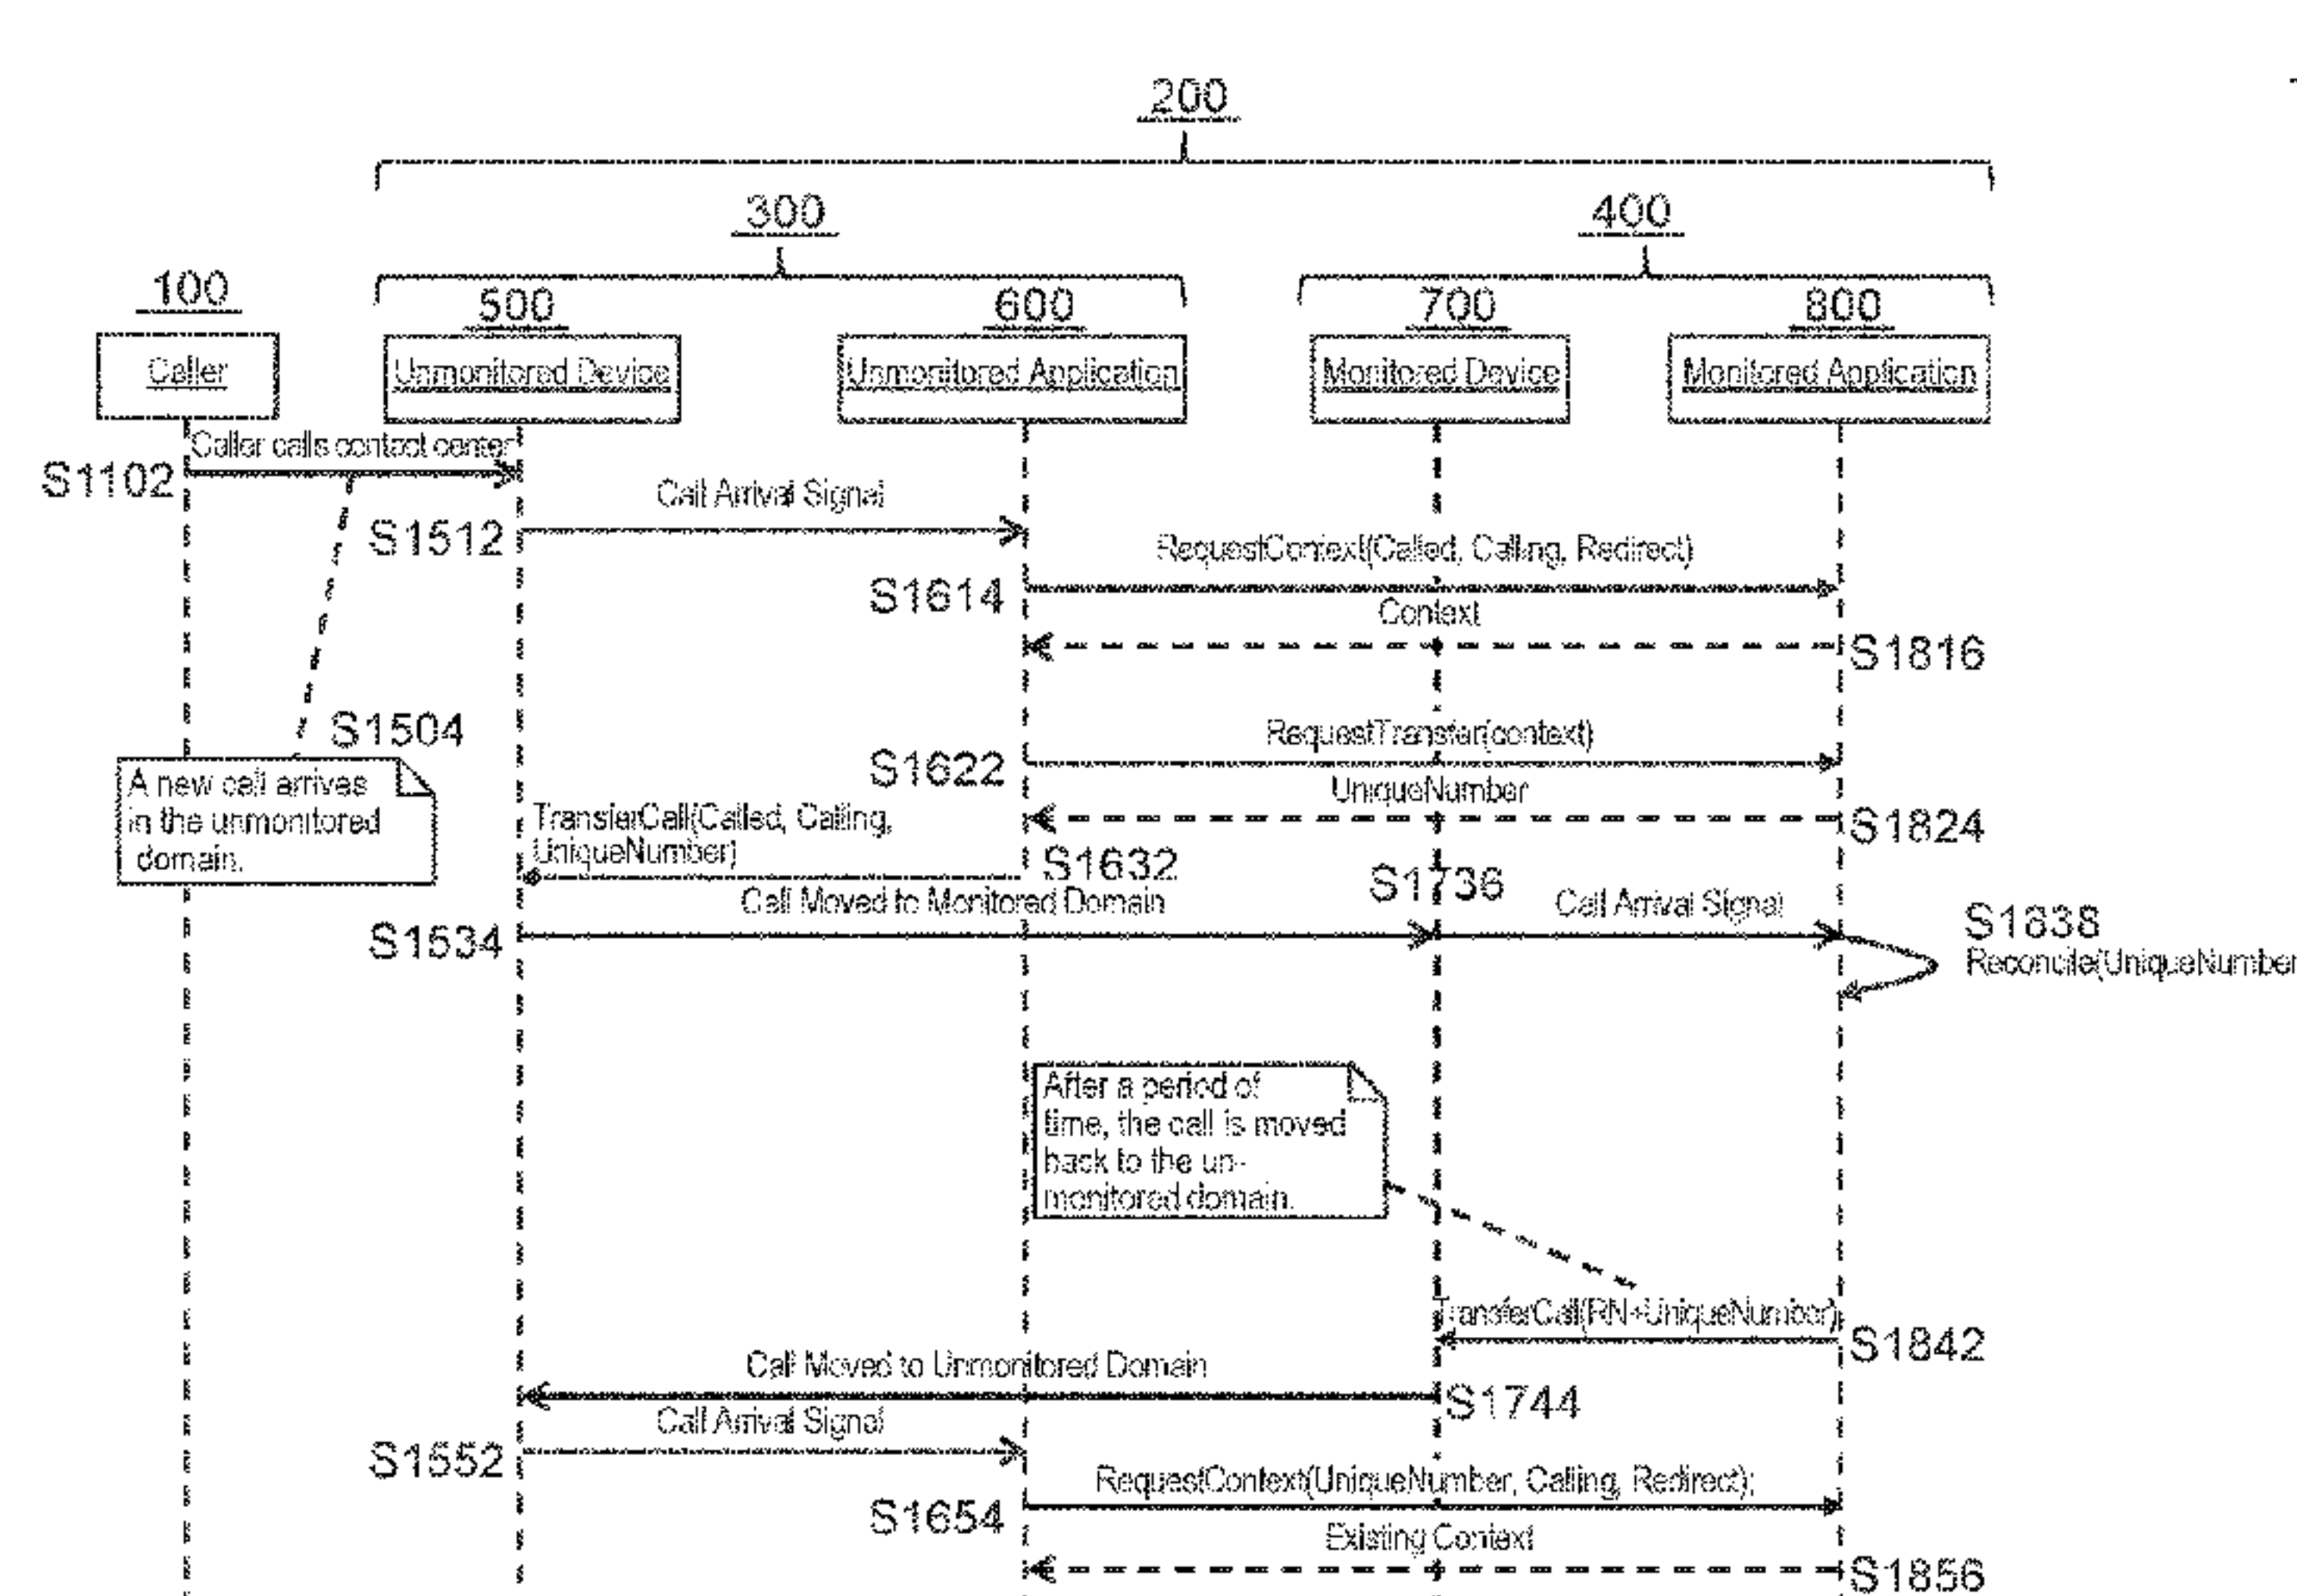 200
300
400
100
500
600
700
800
Caller
Unmonitored Device
Unmonitored Application
Monitored Device
Monitored Application
Caller calls contact center
S1102
Call Arrival Signal
S1512
RequestContext(Called, Calling, Redirect)
S1614
Context
S1816
S1504
A new call arrives
in the unmonitored
domain.
RequestTransfer(context)
S1622
UniqueNumber
S1824
TransferCall(Called, Calling,
UniqueNumber)
S1632
Call Moved to Monitored Domain
S1736
Call Arrival Signal
S1534
S1838
Reconcile(UniqueNumber
After a period of
time, the call is moved
back to the un-
monitored domain.
TransferCall(RN+UniqueNumber)
S1842
Call Moved to Unmonitored Domain
S1744
Call Arrival Signal
S1552
RequestContext(UniqueNumber, Calling, Redirect);
S1654
Existing Context
S1856